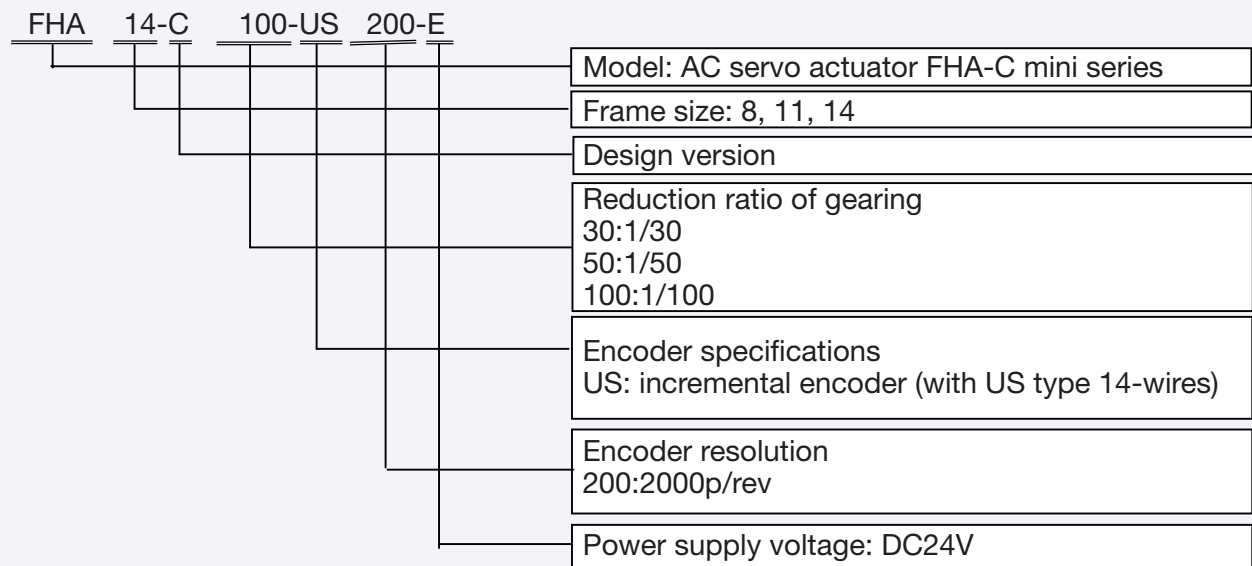 FHA 14-C 100-US 200-E
Model: AC servo actuator FHA-C mini series
Frame size: 8, 11, 14
Design version
Reduction ratio of gearing
30:1/30
50:1/50
100:1/100
Encoder specifications
US: incremental encoder (with US type 14-wires)
Encoder resolution
200:2000p/rev
Power supply voltage: DC24V